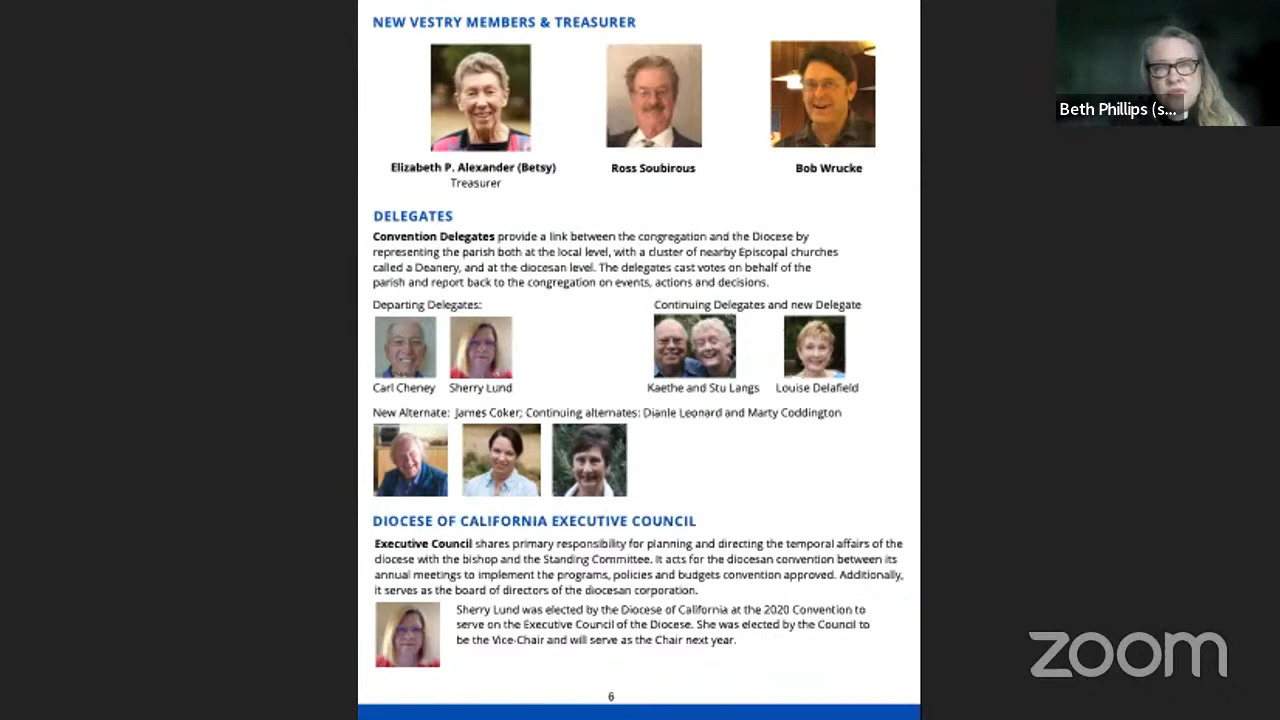 NEW VESTRY MEMBERS & TREASURER
Beth Phillips (s...
Elizabeth P. Alexander (Betsy)
Treasurer
Ross Soubirous
Bob Wrucke
DELEGATES
Convention Delegates provide a link between the congregation and the Diocese by
representing the parish both at the local level, with a cluster of nearby Episcopal churches
called a Deanery, and at the diocesan level. The delegates cast votes on behalf of the
parish and report back to the congregation on events, actions and decisions.
Departing Delegates:
Continuing Delegates and new Delegate
Carl Cheney
Sherry Lund
Kaethe and Stu Langs
Louise Delafield
New Alternate: James Coker; Continuing alternates: Dianle Leonard and Marty Coddington
DIOCESE OF CALIFORNIA EXECUTIVE COUNCIL
Executive Council shares primary responsibility for planning and directing the temporal affairs of the
diocese with the bishop and the Standing Committee. It acts for the diocesan convention between its
annual meetings to implement the programs, policies and budgets convention approved. Additionally,
it serves as the board of directors of the diocesan corporation.
Sherry Lund was elected by the Diocese of California at the 2020 Convention to
serve on the Executive Council of the Diocese. She was elected by the Council to
be the Vice-Chair and will serve as the Chair next year.
zoom
6